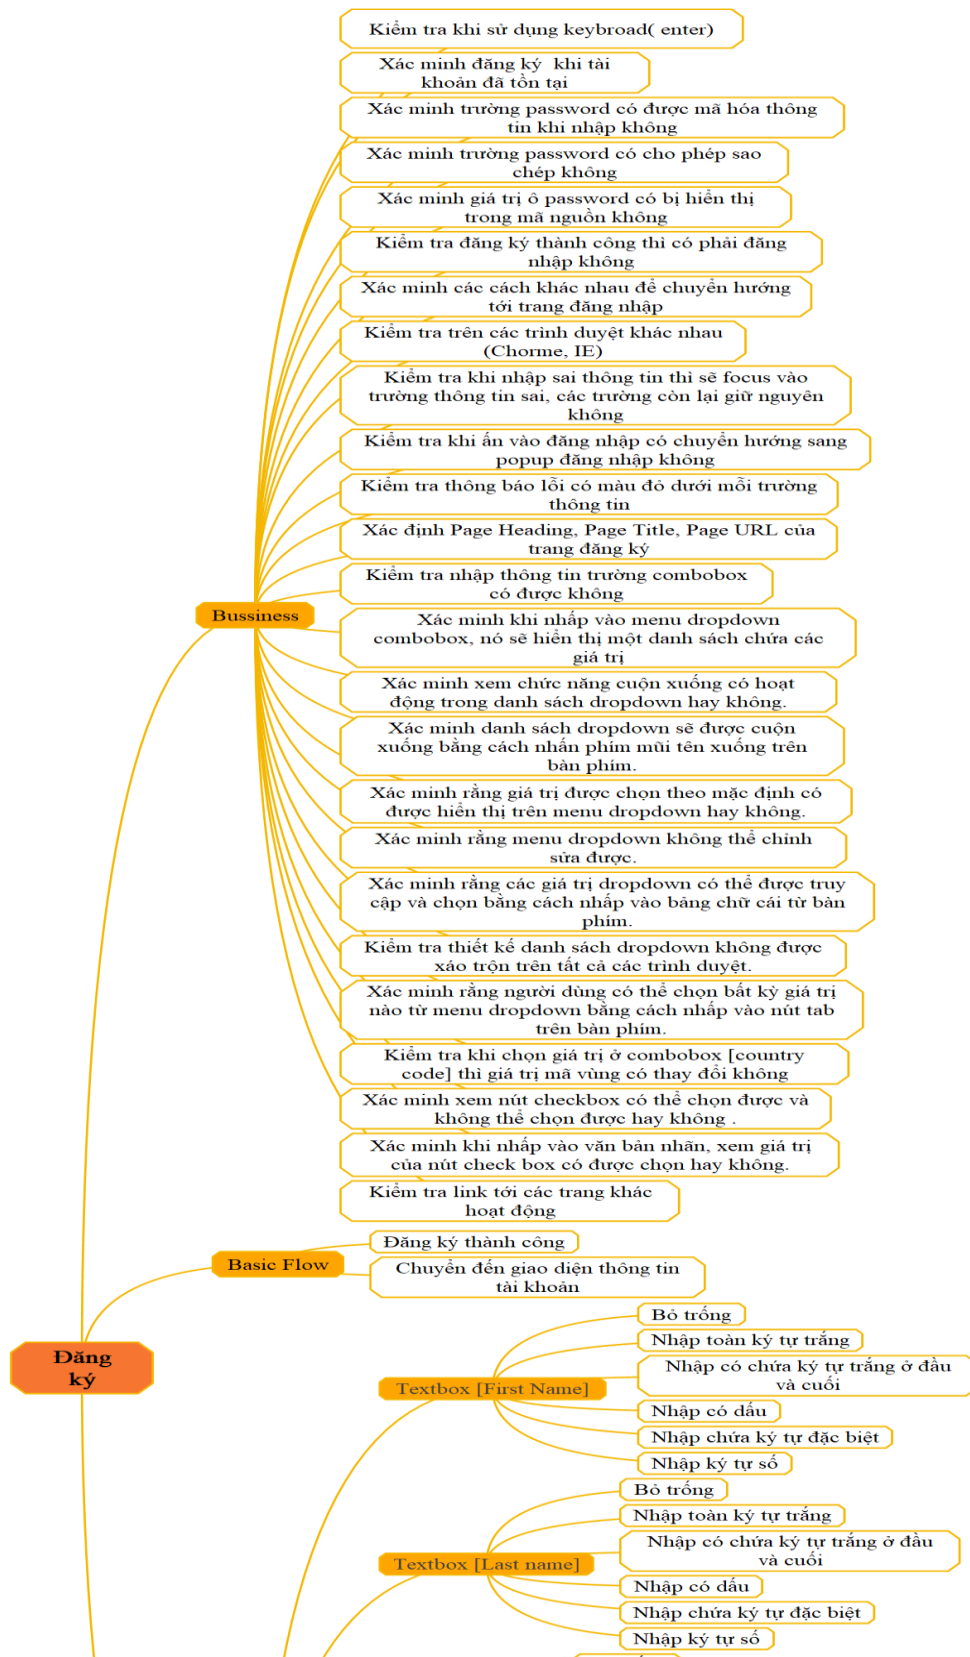 Kiểm tra khi sử dụng keybroad( enter)
Xác minh đăng ký  khi tài
khoản đã tồn tại
Xác minh trường password có được mã hóa thông
tin khi nhập không
Xác minh trường password có cho phép sao
chép không
Xác minh giá trị ô password có bị hiển thị
trong mã nguồn không
Kiểm tra đăng ký thành công thì có phải đăng
nhập không
Xác minh các cách khác nhau để chuyển hướng
tới trang đăng nhập
Kiểm tra trên các trình duyệt khác nhau
(Chorme, IE)
Kiểm tra khi nhập sai thông tin thì sẽ focus vào
trường thông tin sai, các trường còn lại giữ nguyên
không
Kiểm tra khi ấn vào đăng nhập có chuyển hướng sang
popup đăng nhập không
Kiểm tra thông báo lỗi có màu đỏ dưới mỗi trường
thông tin
Xác định Page Heading, Page Title, Page URL của
trang đăng ký
Kiểm tra nhập thông tin trường combobox
có được không
Bussiness
Xác minh khi nhấp vào menu dropdown
combobox, nó sẽ hiển thị một danh sách chứa các
giá trị
Xác minh xem chức năng cuộn xuống có hoạt
động trong danh sách dropdown hay không.
Xác minh danh sách dropdown sẽ được cuộn
xuống bằng cách nhấn phím mũi tên xuống trên
bàn phím.
Xác minh rằng giá trị được chọn theo mặc định có
được hiển thị trên menu dropdown hay không.
Xác minh rằng menu dropdown không thể chỉnh
sửa được.
Xác minh rằng các giá trị dropdown có thể được truy
cập và chọn bằng cách nhấp vào bảng chữ cái từ bàn
phím.
Kiểm tra thiết kế danh sách dropdown không được
xáo trộn trên tất cả các trình duyệt.
Xác minh rằng người dùng có thể chọn bất kỳ giá trị
nào từ menu dropdown bằng cách nhấp vào nút tab
trên bàn phím.
Kiểm tra khi chọn giá trị ở combobox [country
code] thì giá trị mã vùng có thay đổi không
Xác minh xem nút checkbox có thể chọn được và
không thể chọn được hay không .
Xác minh khi nhấp vào văn bản nhãn, xem giá trị
của nút check box có được chọn hay không.
Kiểm tra link tới các trang khác
hoạt động
Basic Flow
Đăng ký thành công
Chuyển đến giao diện thông tin
tài khoản
Đăng
ký
Textbox [First Name]
Bỏ trống
Nhập toàn ký tự trắng
Nhập có chứa ký tự trắng ở đầu
và cuối
Nhập có dấu
Nhập chứa ký tự đặc biệt
Nhập ký tự số
Textbox [Last name]
Bỏ trống
Nhập toàn ký tự trắng
Nhập có chứa ký tự trắng ở đầu
và cuối
Nhập có dấu
Nhập chứa ký tự đặc biệt
Nhập ký tự số